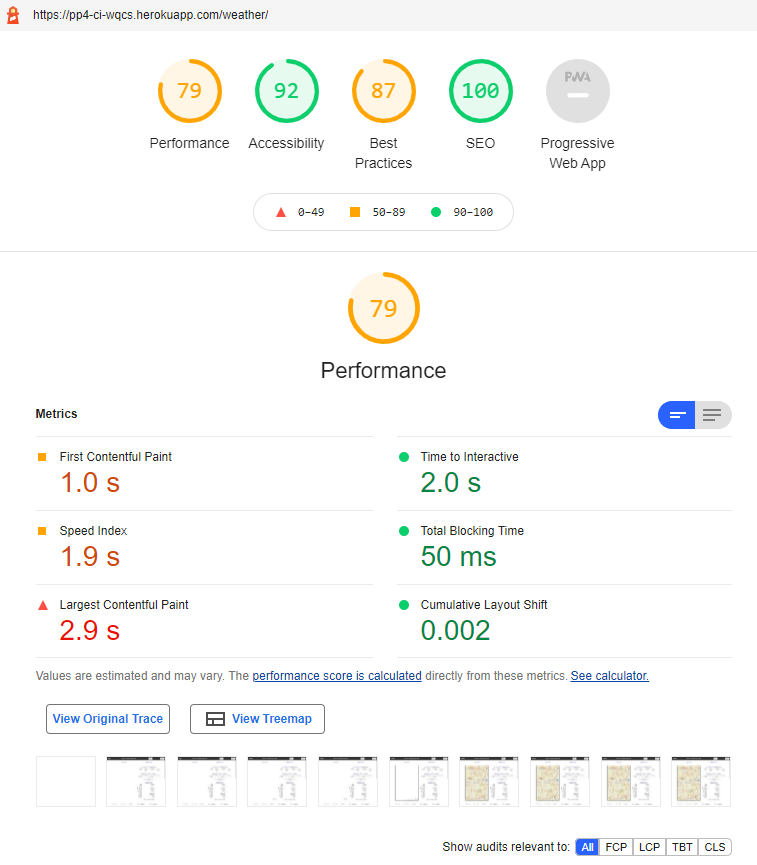 https://pp4-ci-wqcs.herokuapp.com/weather/
79
92
87
100
PWA
Performance
Accessibility
Best
Practices
SEO
Progressive
Web App
0–49
50–89
90–100
79
Performance
Metrics
First Contentful Paint
1.0 s
Time to Interactive
2.0 s
Speed Index
1.9 s
Total Blocking Time
50 ms
Largest Contentful Paint
2.9 s
Cumulative Layout Shift
0.002
Values are estimated and may vary. The performance score is calculated directly from these metrics. See calculator.
View Original Trace
View Treemap
Show audits relevant to: All FCP LCP TBT CLS